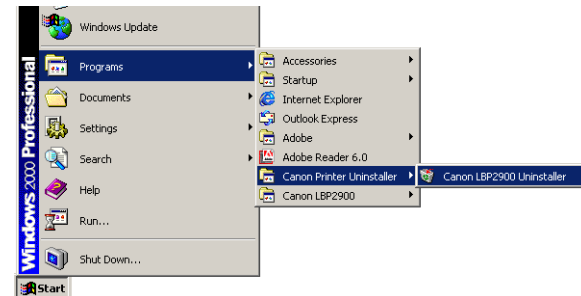 Windows 2000 Professional
Windows Update
Programs
Documents
Settings
Search
Help
Run...
Shut Down...
Start
Accessories
Startup
Internet Explorer
Outlook Express
Adobe
Adobe Reader 6.0
Canon Printer Uninstaller
Canon LBP2900
Canon LBP2900 Uninstaller